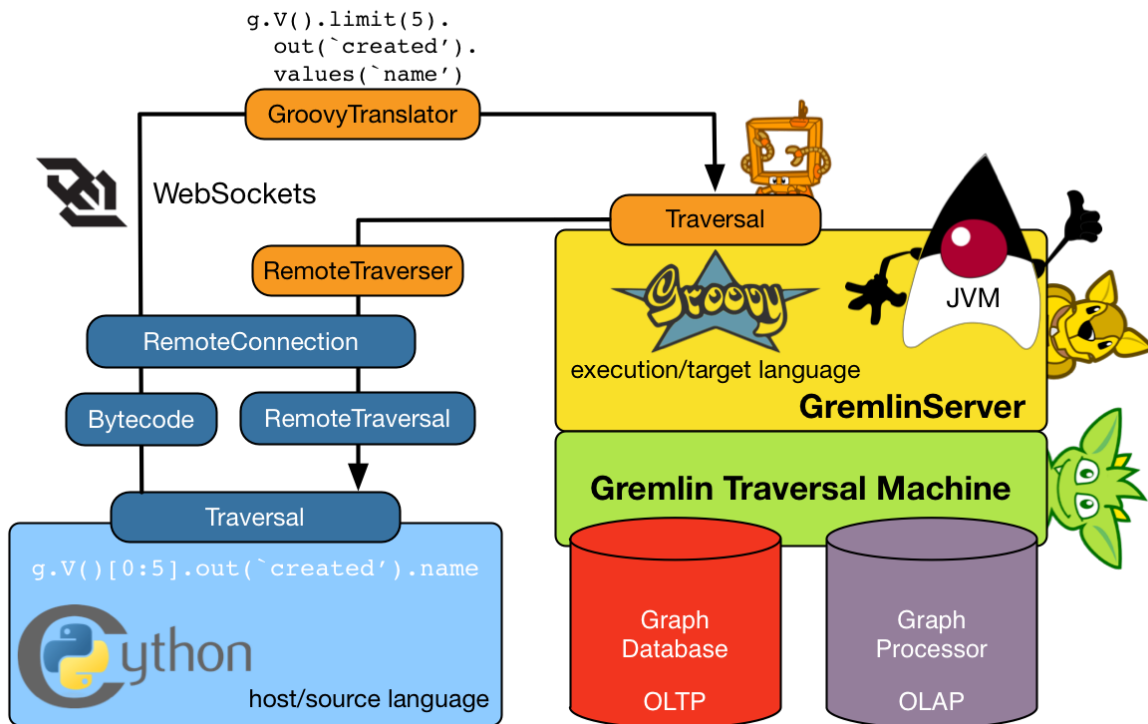 g.V().limit(5).
out(`created’).
values(`name’)
GroovyTranslator
WebSockets
Traversal
RemoteTraverser
Groovy
JVM
RemoteConnection
execution/target language
GremlinServer
Bytecode
RemoteTraversal
Gremlin Traversal Machine
Traversal
g.V()[0:5].out(`created’).name
Cython
host/source language
Graph
Database
OLTP
Graph
Processor
OLAP